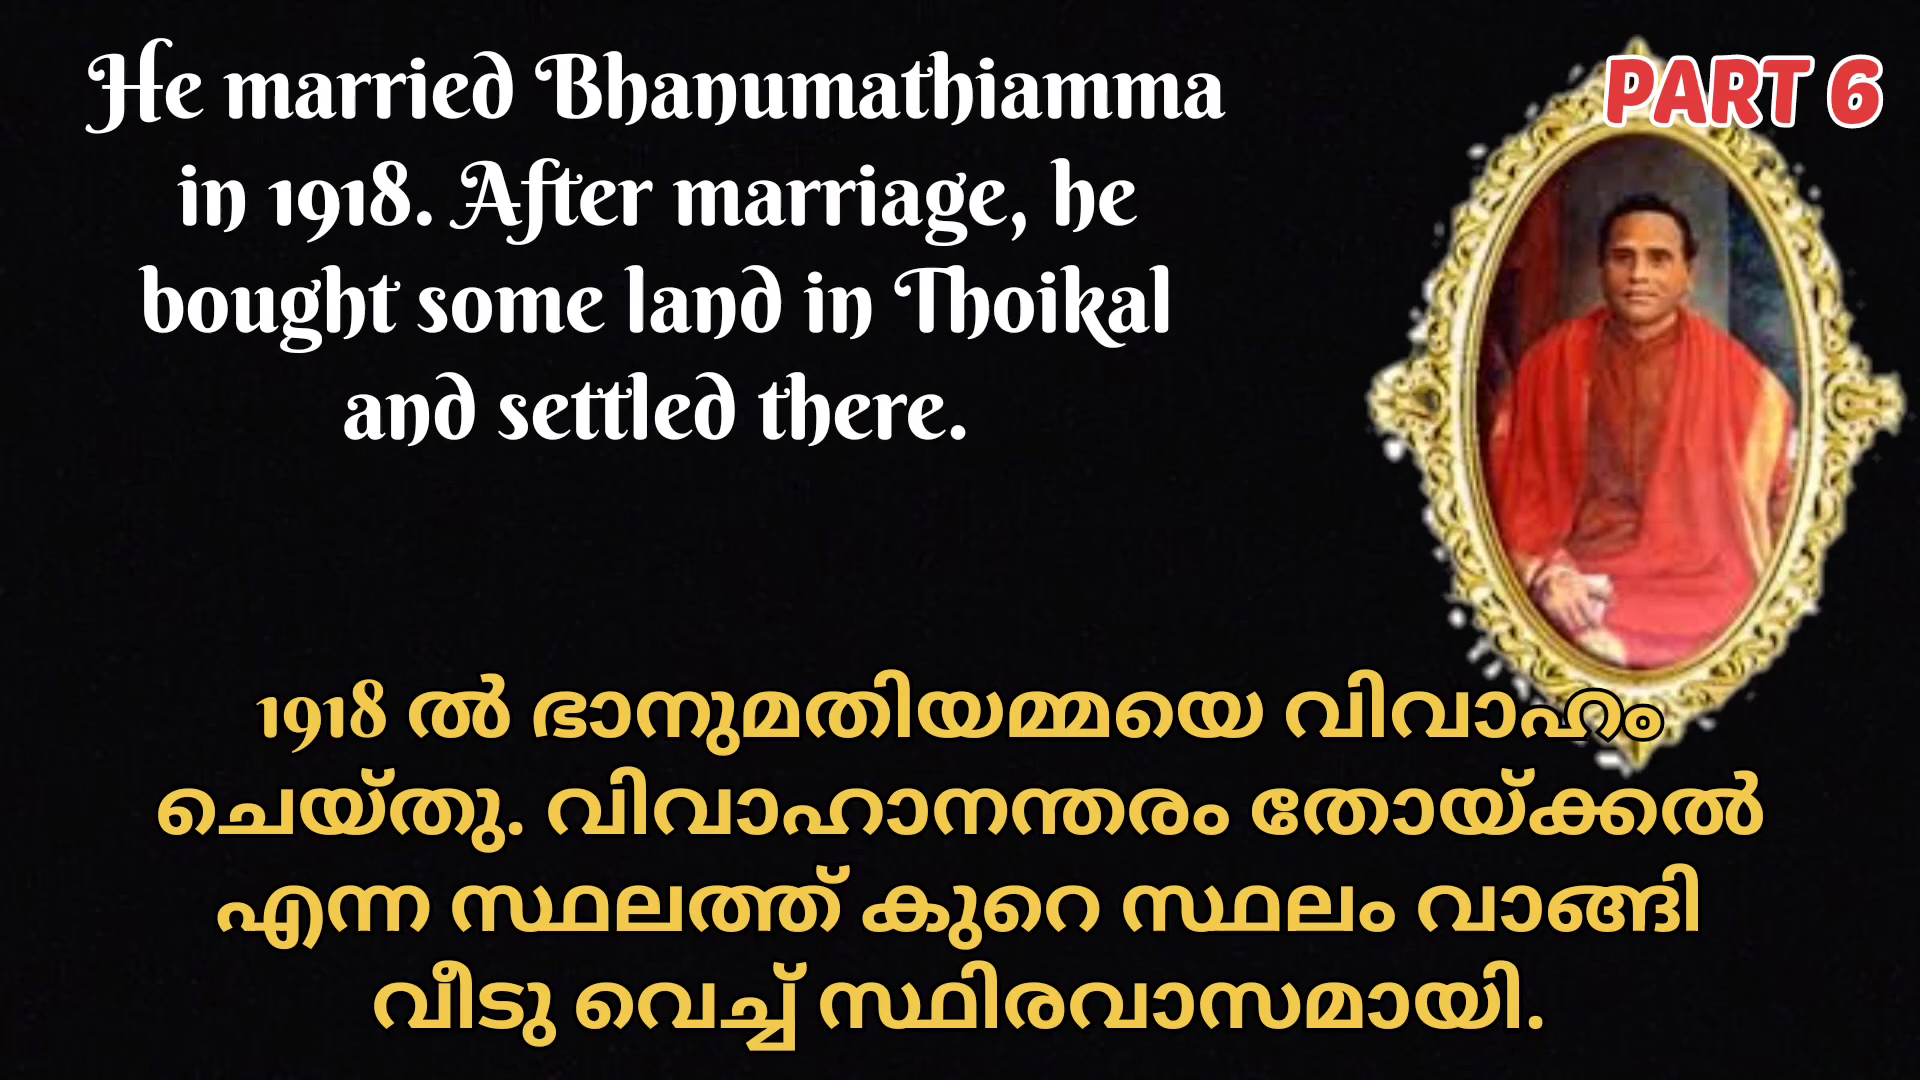 PART 6
He married Bhanumathiamma
in 1918. After marriage, he
bought some land in Thoikal
and settled there.
1918 ൽ ഭാനുമതിയമ്മയെ വിവാഹം
ചെയ്തു. വിവാഹാനന്തരം തോയ്ക്കൽ
എന്ന സ്ഥലത്ത് കുറെ സ്ഥലം വാങ്ങി
വീടു വെച്ച് സ്ഥിരവാസമായി.